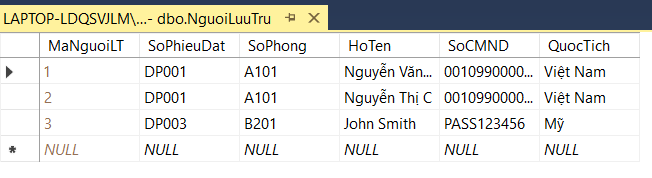 LAPTOP-LDQSVJLM\...- dbo.NguoiLuuTru
MaNguoiLT SoPhieuDat SoPhong HoTen SoCMND QuocTich
1 DP001 A101 Nguyễn Văn... 0010990000... Việt Nam
2 DP001 A101 Nguyễn Thị C 0010990000... Việt Nam
3 DP003 B201 John Smith PASS123456 Mỹ
NULL NULL NULL NULL NULL NULL